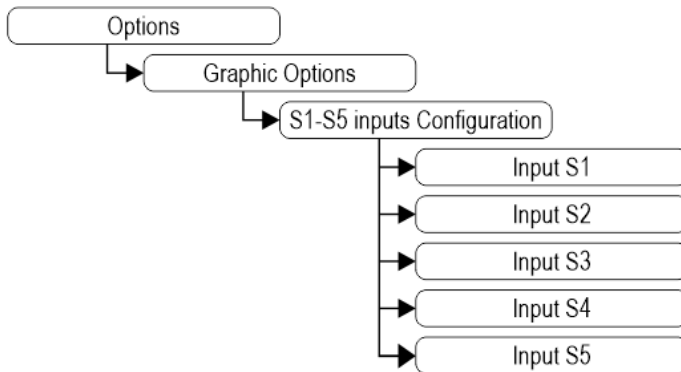 Options
Graphic Options
S1-S5 inputs Configuration
Input S1
Input S2
Input S3
Input S4
Input S5